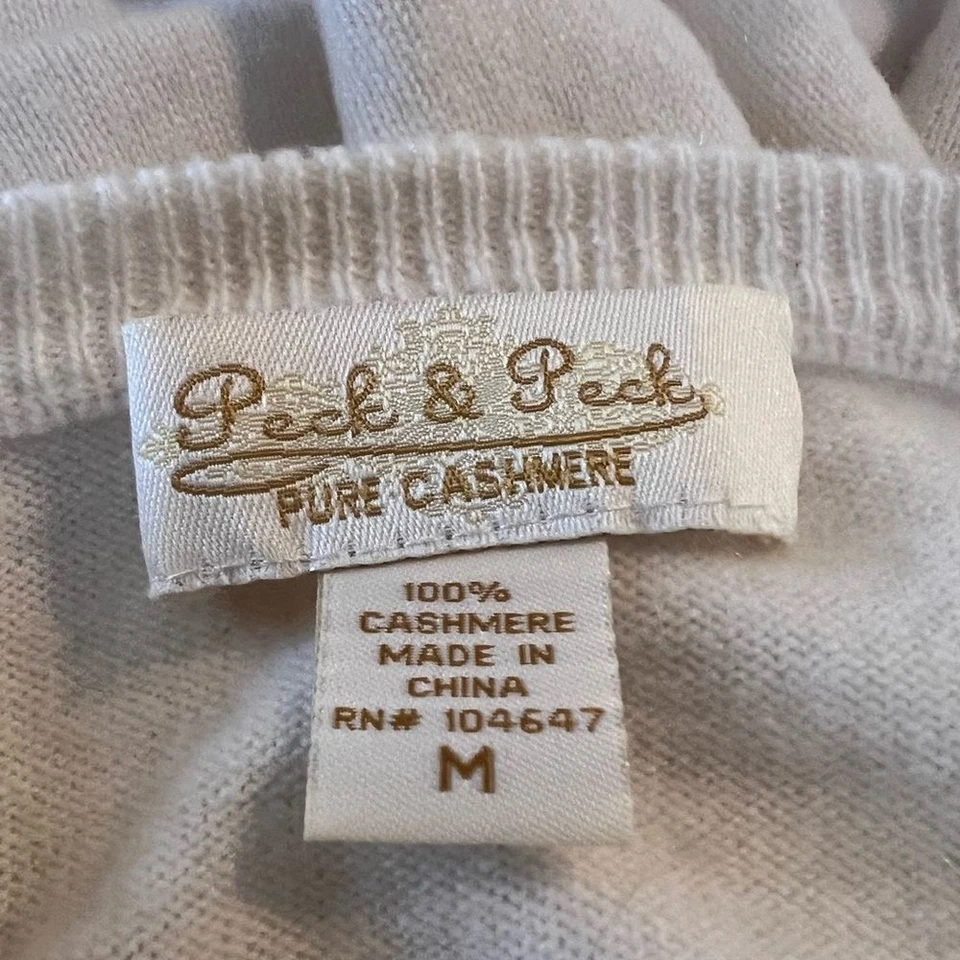 Peck & Peck
PURE CASHMERE
100%
CASHMERE
MADE IN
CHINA
RN# 104647
M